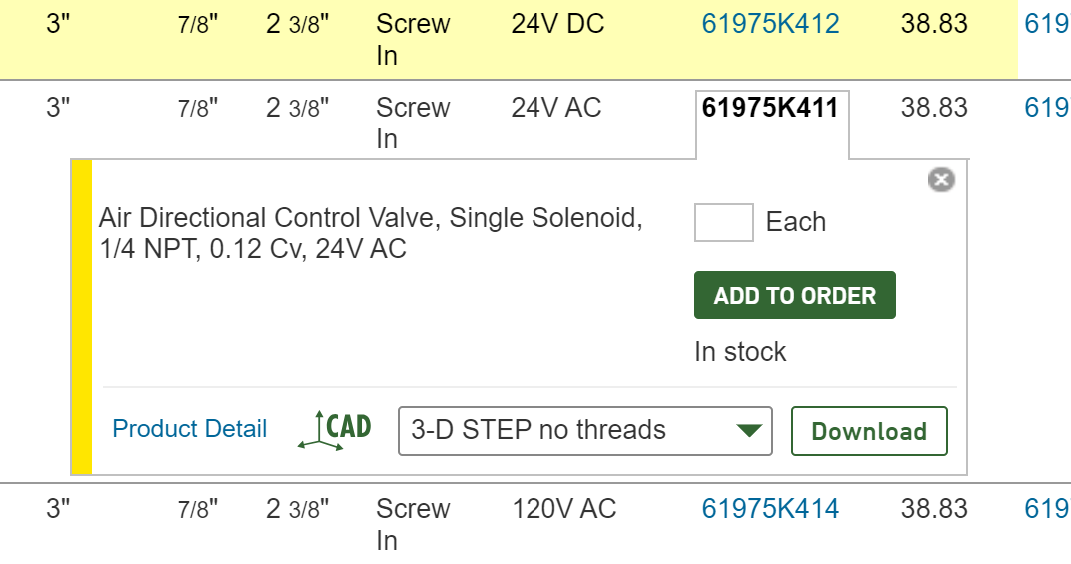 3" 7/8" 2 3/8" Screw 24V DC 61975K412 38.83 619
In
3" 7/8" 2 3/8" Screw 24V AC 61975K411 38.83 619
In
Air Directional Control Valve, Single Solenoid,
1/4 NPT, 0.12 Cv, 24V AC
Each
ADD TO ORDER
In stock
Product Detail CAD 3-D STEP no threads Download
3" 7/8" 2 3/8" Screw 120V AC 61975K414 38.83 619
In